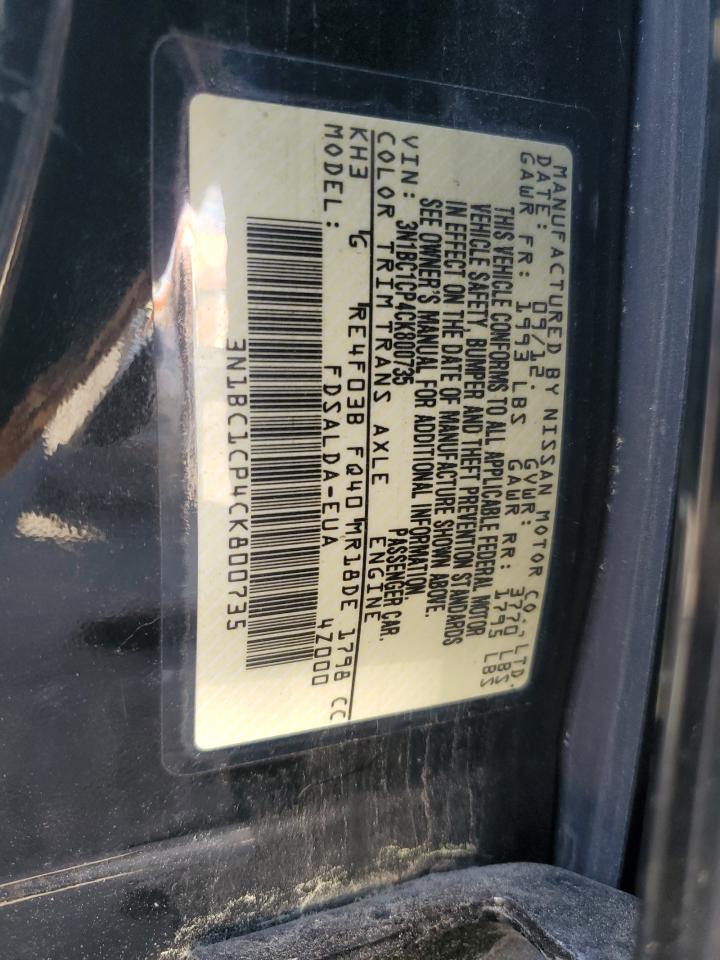 MANUFACTURED BY NISSAN MOTOR CO., LTD.
DATE: 09/12. GVWR: 3770 LBS
GAWR FR: 1993 LBS GAWR RR: 1795 LBS
THIS VEHICLE CONFORMS TO ALL APPLICABLE FEDERAL MOTOR
VEHICLE SAFETY, BUMPER AND THEFT PREVENTION STANDARDS
IN EFFECT ON THE DATE OF MANUFACTURE SHOWN ABOVE.
SEE OWNER'S MANUAL FOR ADDITIONAL INFORMATION.
VIN: 3N1BC1CP4CK800735 PASSENGER CAR.
COLOR TRIM TRANS AXLE ENGINE
KH3 G RE4F03B FQ40 MR18DE 1798 CC
MODEL: FDSALDA-EUA 4Z000
3N1BC1CP4CK800735